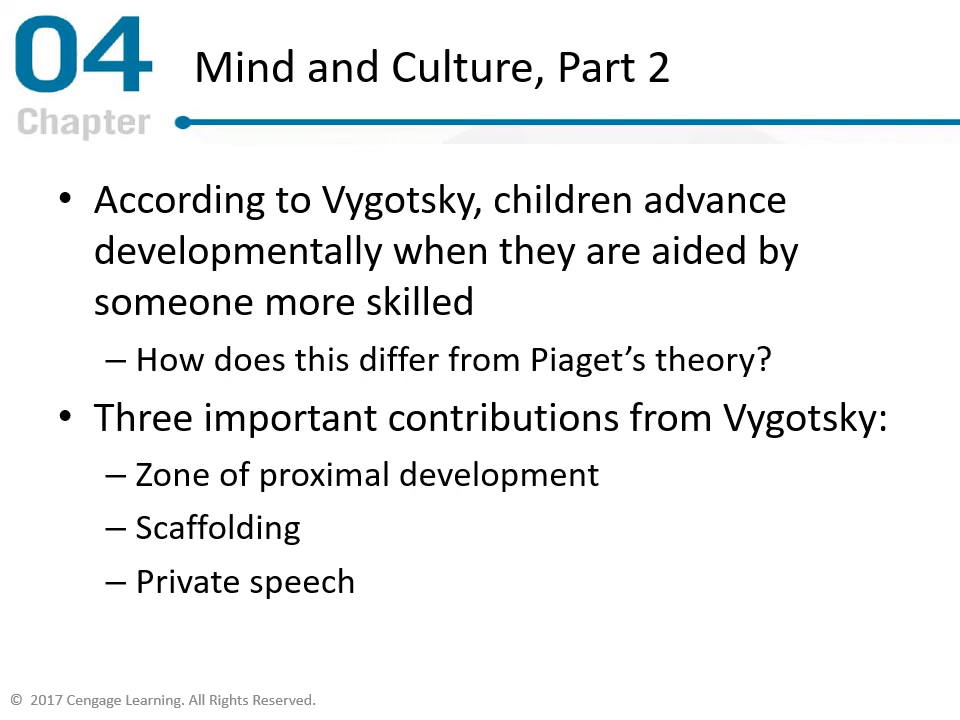 04
Chapter
Mind and Culture, Part 2
• According to Vygotsky, children advance
developmentally when they are aided by
someone more skilled
– How does this differ from Piaget’s theory?
• Three important contributions from Vygotsky:
– Zone of proximal development
– Scaffolding
– Private speech
© 2017 Cengage Learning. All Rights Reserved.